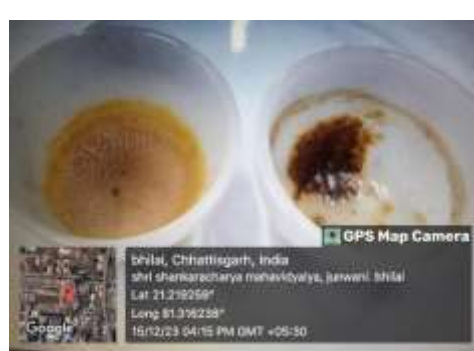 GPS Map Camera
bhilai, Chhattisgarh, India
shri shankaracharya mahavidyalya, junwani, bhilai
Lat 21.219259°
Long 81.316238°
15/12/23 04:15 PM GMT +05:30
Google